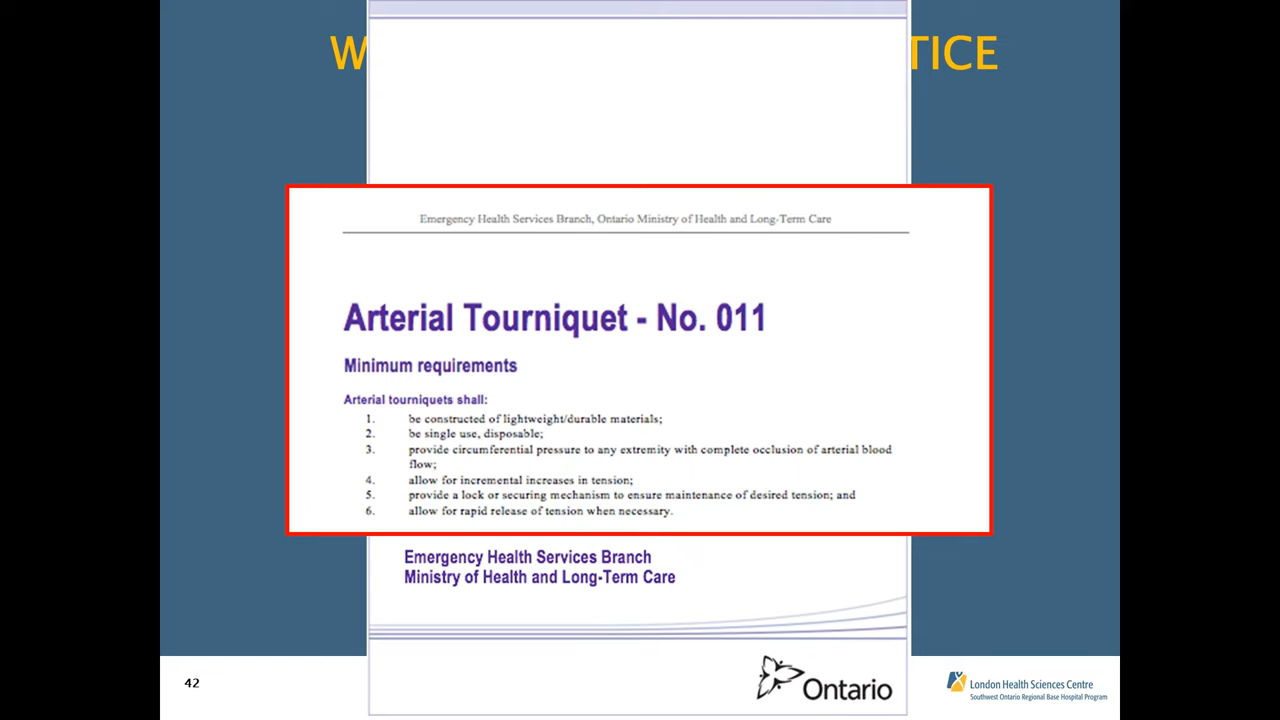 W
TICE
Emergency Health Services Branch, Ontario Ministry of Health and Long-Term Care
Arterial Tourniquet - No. 011
Minimum requirements
Arterial tourniquets shall:
1. be constructed of lightweight/durable materials;
2. be single use, disposable;
3. provide circumferential pressure to any extremity with complete occlusion of arterial blood
flow;
4. allow for incremental increases in tension;
5. provide a lock or securing mechanism to ensure maintenance of desired tension; and
6. allow for rapid release of tension when necessary.
Emergency Health Services Branch
Ministry of Health and Long-Term Care
42
Ontario
London Health Sciences Centre
Southwest Ontario Regional Base Hospital Program